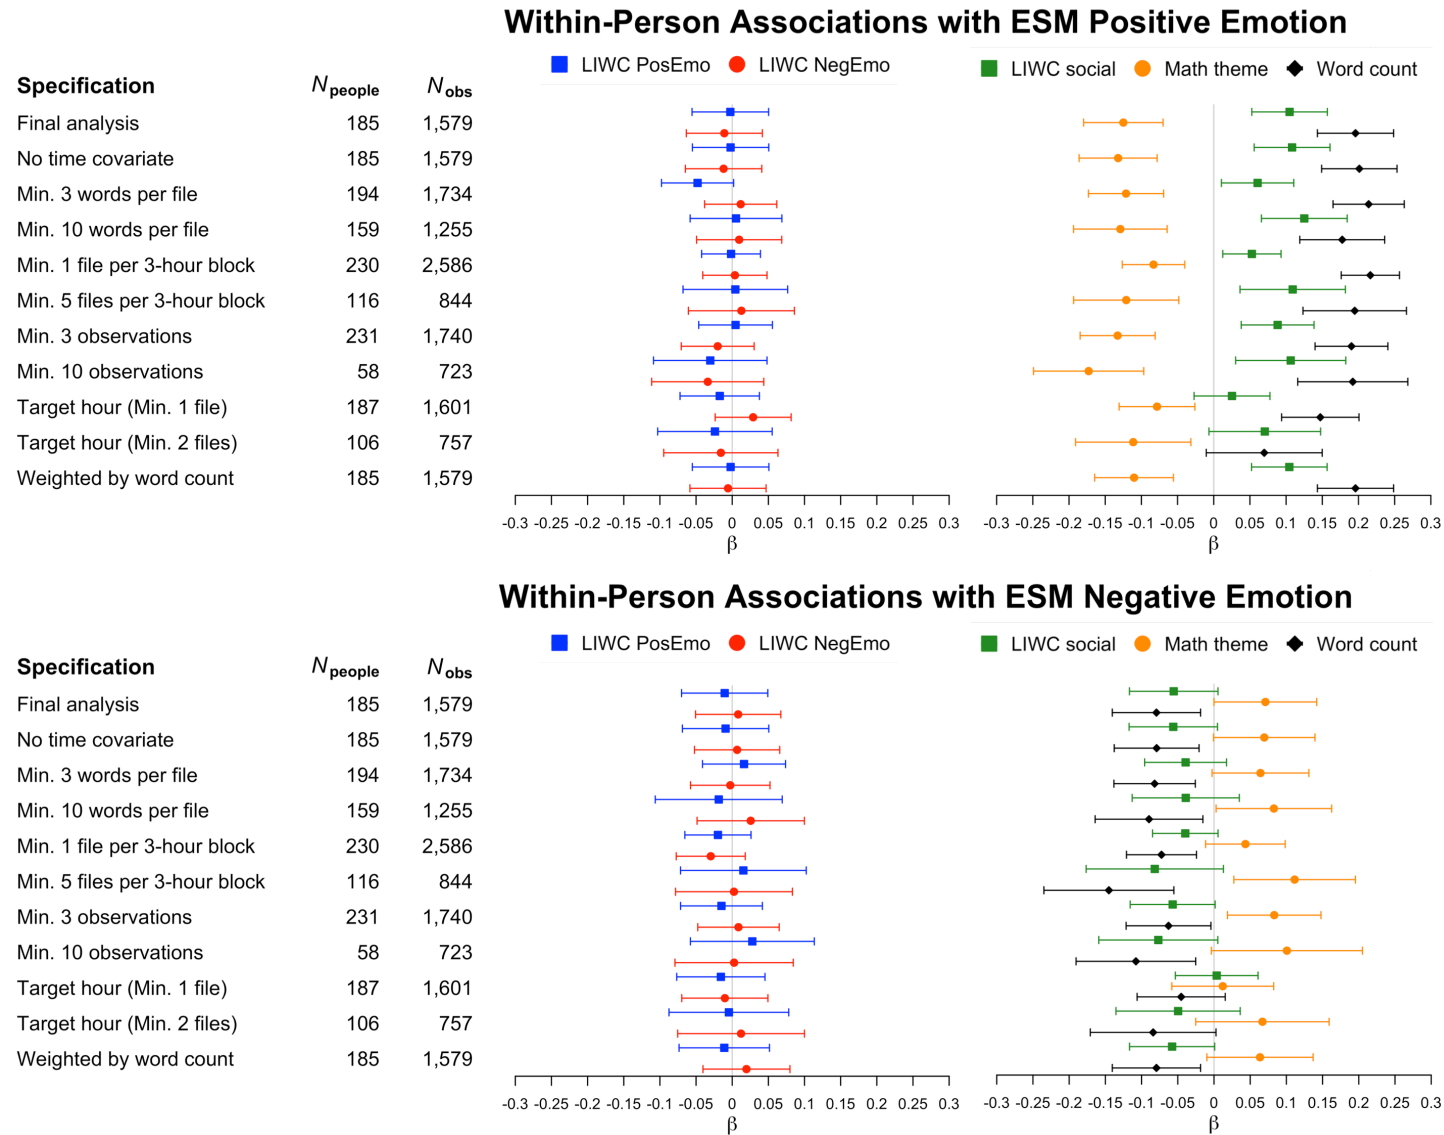 Within-Person Associations with ESM Positive Emotion
LIWC PosEmo LIWC NegEmo LIWC social Math theme Word count
Specification Npeople Nobs
Final analysis 185 1,579
No time covariate 185 1,579
Min. 3 words per file 194 1,734
Min. 10 words per file 159 1,255
Min. 1 file per 3-hour block 230 2,586
Min. 5 files per 3-hour block 116 844
Min. 3 observations 231 1,740
Min. 10 observations 58 723
Target hour (Min. 1 file) 187 1,601
Target hour (Min. 2 files) 106 757
Weighted by word count 185 1,579
-0.3 -0.25 -0.2 -0.15 -0.1 -0.05 0 0.05 0.1 0.15 0.2 0.25 0.3 -0.3 -0.25 -0.2 -0.15 -0.1 -0.05 0 0.05 0.1 0.15 0.2 0.25 0.3
β β
Within-Person Associations with ESM Negative Emotion
LIWC PosEmo LIWC NegEmo LIWC social Math theme Word count
Specification Npeople Nobs
Final analysis 185 1,579
No time covariate 185 1,579
Min. 3 words per file 194 1,734
Min. 10 words per file 159 1,255
Min. 1 file per 3-hour block 230 2,586
Min. 5 files per 3-hour block 116 844
Min. 3 observations 231 1,740
Min. 10 observations 58 723
Target hour (Min. 1 file) 187 1,601
Target hour (Min. 2 files) 106 757
Weighted by word count 185 1,579
-0.3 -0.25 -0.2 -0.15 -0.1 -0.05 0 0.05 0.1 0.15 0.2 0.25 0.3 -0.3 -0.25 -0.2 -0.15 -0.1 -0.05 0 0.05 0.1 0.15 0.2 0.25 0.3
β β